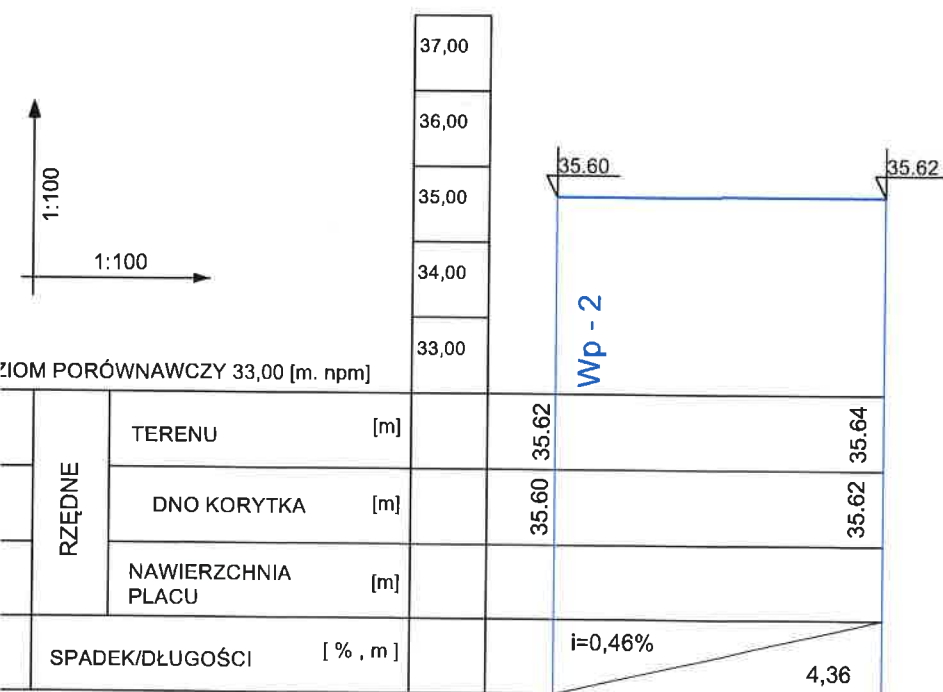 37,00
36,00
35,00
34,00
33,00
1:100
1:100
35.60
35.62
Wp - 2
ZIOM PORÓWNAWCZY 33,00 [m. npm]
RZĘDNE
TERENU [m]
35.62
35.64
DNO KORYTKA [m]
35.60
35.62
NAWIERZCHNIA
PLACU [m]
SPADEK/DŁUGOŚCI [ % , m ]
i=0,46%
4,36